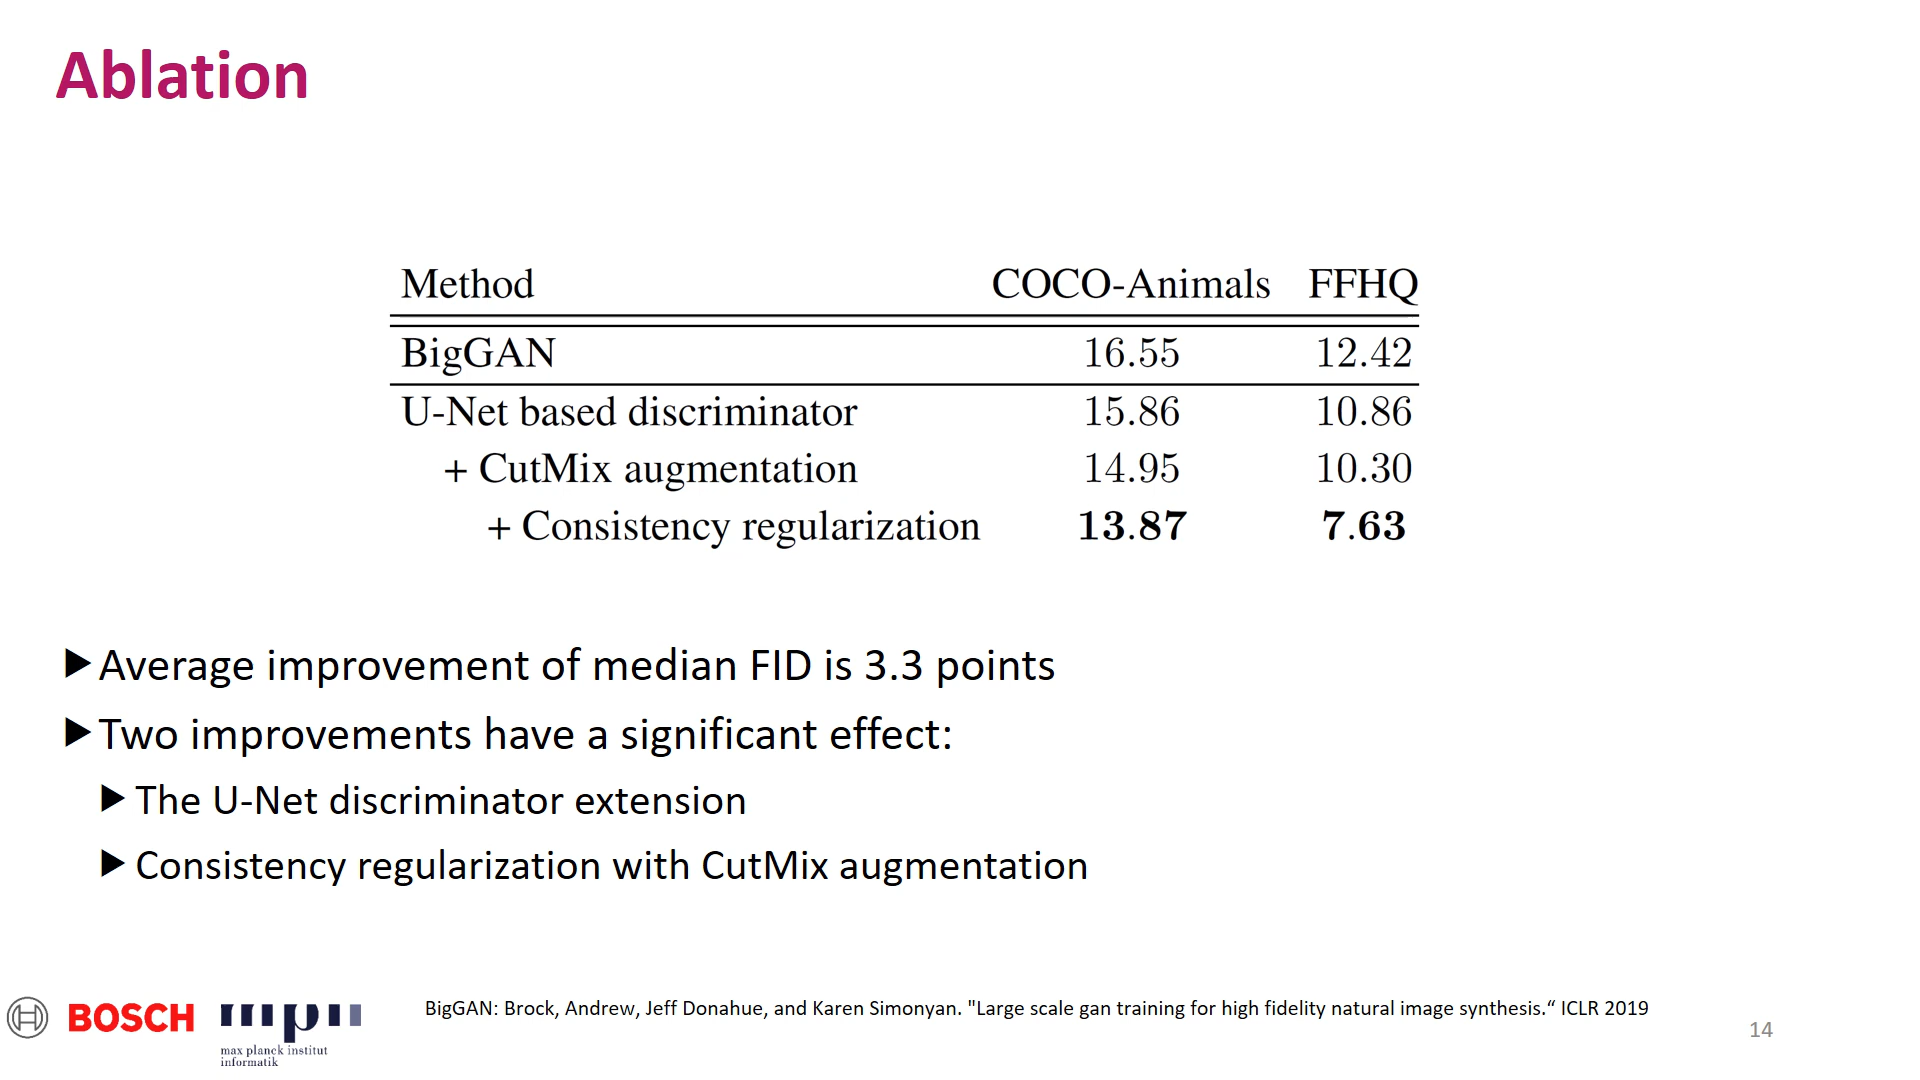 Ablation
Method COCO-Animals FFHQ
BigGAN 16.55 12.42
U-Net based discriminator 15.86 10.86
+ CutMix augmentation 14.95 10.30
+ Consistency regularization 13.87 7.63
Average improvement of median FID is 3.3 points
Two improvements have a significant effect:
The U-Net discriminator extension
Consistency regularization with CutMix augmentation
BOSCH
mpi
max planck institut
informatik
BigGAN: Brock, Andrew, Jeff Donahue, and Karen Simonyan. "Large scale gan training for high fidelity natural image synthesis.“ ICLR 2019
14